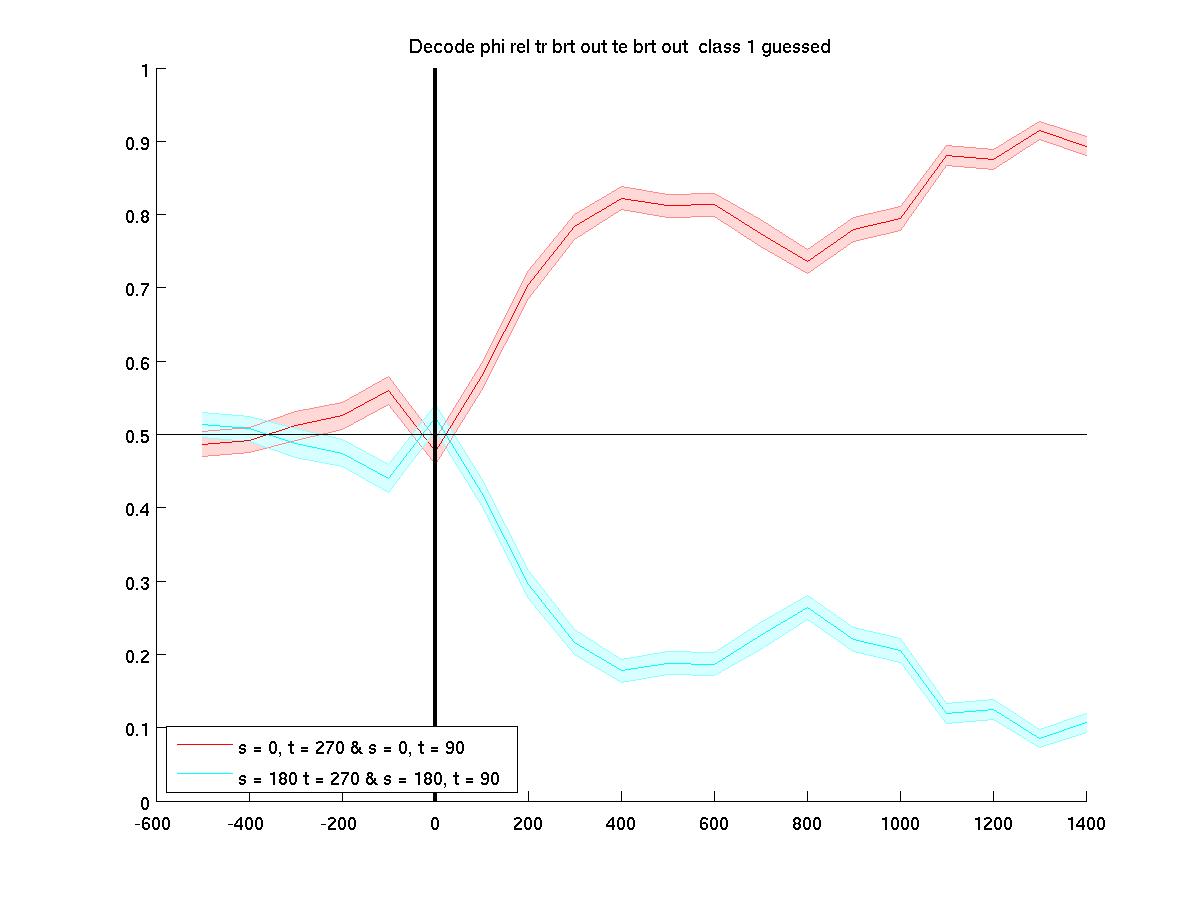 Decode phi rel tr brt out te brt out  class 1 guessed
1
0.9
0.8
0.7
0.6
0.5
0.4
0.3
0.2
0.1
0
s = 0, t = 270 & s = 0, t = 90
s = 180 t = 270 & s = 180, t = 90
-600 -400 -200 0 200 400 600 800 1000 1200 1400